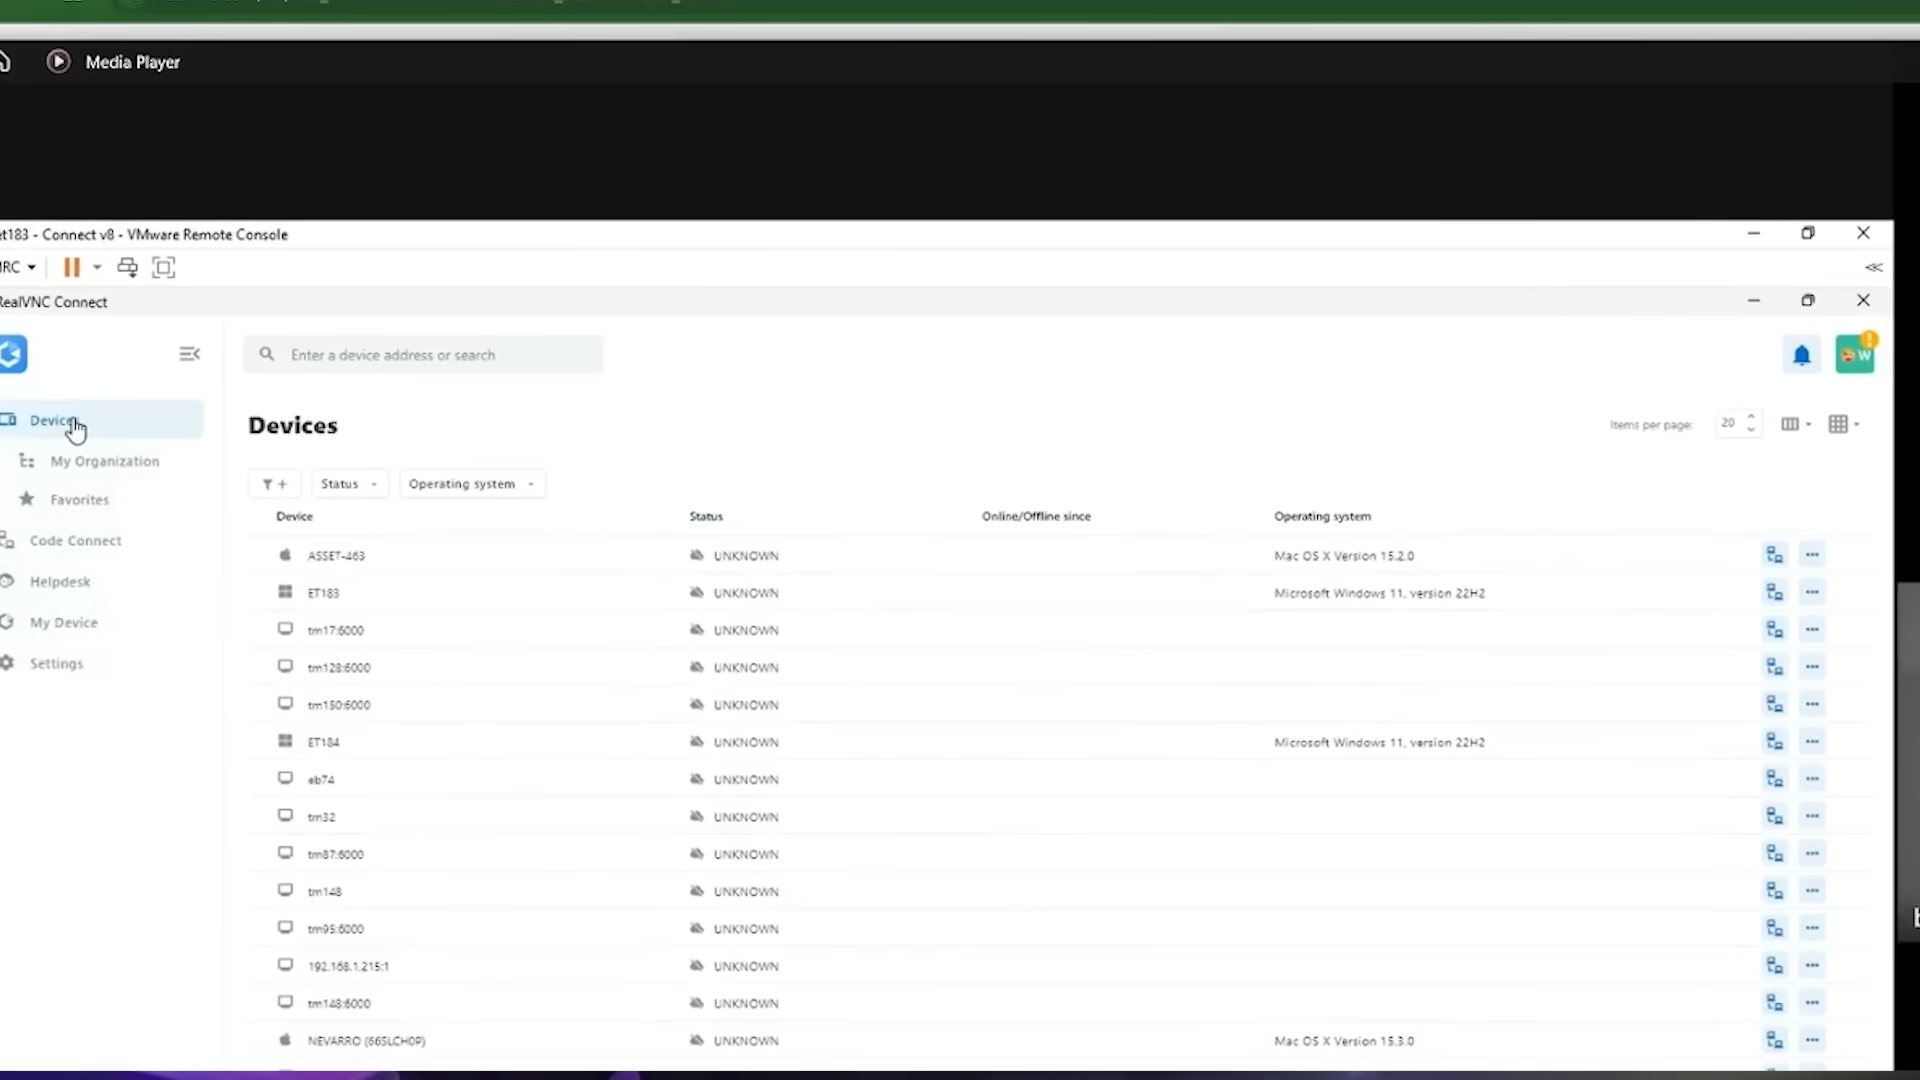 Media Player
et183 - Connect v8 - VMware Remote Console
MRC
RealVNC Connect
Enter a device address or search
W
Devices
Devices
Items per page: 20
My Organization
Status
Operating system
Favorites
Device Status Online/Offline since Operating system
Code Connect
ASSET-463 UNKNOWN Mac OS X Version 15.2.0
Helpdesk
ET183 UNKNOWN Microsoft Windows 11, version 22H2
My Device
tm17:6000 UNKNOWN
Settings
tm128:6000 UNKNOWN
tm150:6000 UNKNOWN
ET184 UNKNOWN Microsoft Windows 11, version 22H2
eb74 UNKNOWN
tm32 UNKNOWN
tm87:6000 UNKNOWN
tm148 UNKNOWN
tm95:6000 UNKNOWN
192.168.1.215:1 UNKNOWN
tm148:6000 UNKNOWN
NEVARRO (665LCH0P) UNKNOWN Mac OS X Version 15.3.0